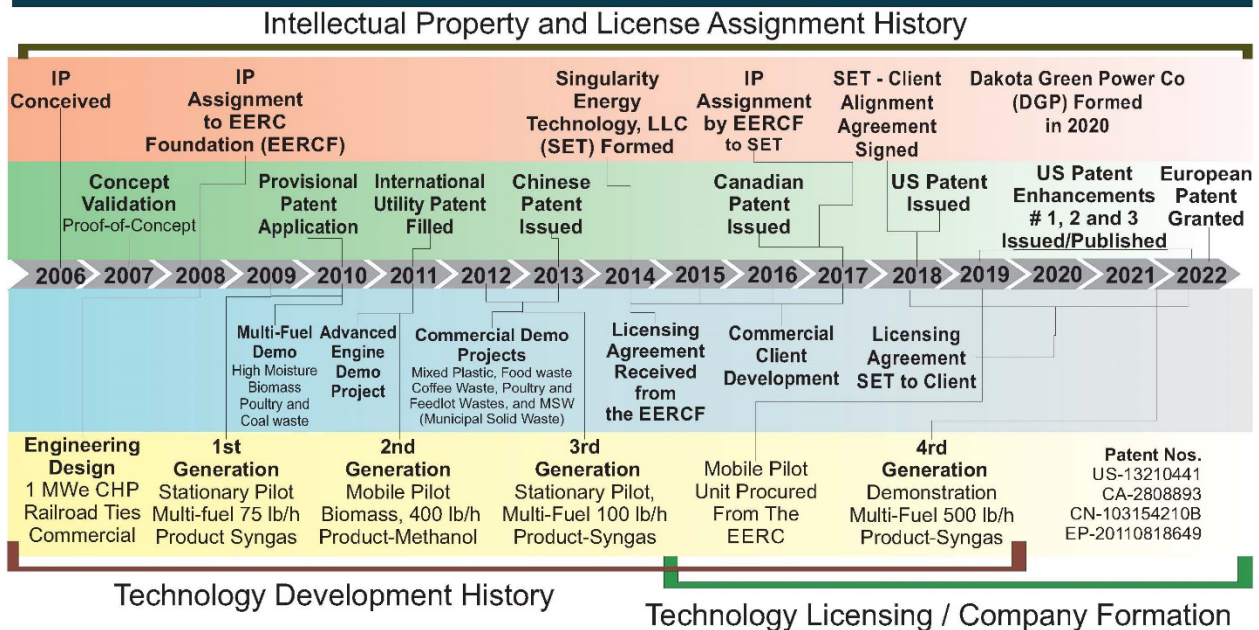 Intellectual Property and License Assignment History
IP
Conceived
IP
Assignment
to EERC
Foundation (EERCF)
Singularity
Energy
Technology, LLC
(SET) Formed
IP
Assignment
by EERCF
to SET
SET - Client
Alignment
Agreement
Signed
Dakota Green Power Co
(DGP) Formed
in 2020
Concept
Validation
Proof-of-Concept
Provisional
Patent
Application
International
Utility Patent
Filled
Chinese
Patent
Issued
Canadian
Patent
Issued
US Patent
Issued
US Patent
Enhancements
# 1, 2 and 3
Issued/Published
European
Patent
Granted
2006 2007 2008 2009 2010 2011 2012 2013 2014 2015 2016 2017 2018 2019 2020 2021 2022
Multi-Fuel
Demo
High Moisture
Biomass
Poultry and
Coal waste
Advanced
Engine
Demo
Project
Commercial Demo
Projects
Mixed Plastic, Food waste
Coffee Waste, Poultry and
Feedlot Wastes, and MSW
(Municipal Solid Waste)
Licensing
Agreement
Received
from
the EERCF
Commercial
Client
Development
Licensing
Agreement
SET to Client
Engineering
Design
1 MWe CHP
Railroad Ties
Commercial
1st
Generation
Stationary Pilot
Multi-fuel 75 lb/h
Product Syngas
2nd
Generation
Mobile Pilot
Biomass, 400 lb/h
Product-Methanol
3rd
Generation
Stationary Pilot,
Multi-Fuel 100 lb/h
Product-Syngas
Mobile Pilot
Unit Procured
From The
EERC
4rd
Generation
Demonstration
Multi-Fuel 500 lb/h
Product-Syngas
Patent Nos.
US-13210441
CA-2808893
CN-103154210B
EP-20110818649
Technology Development History
Technology Licensing / Company Formation